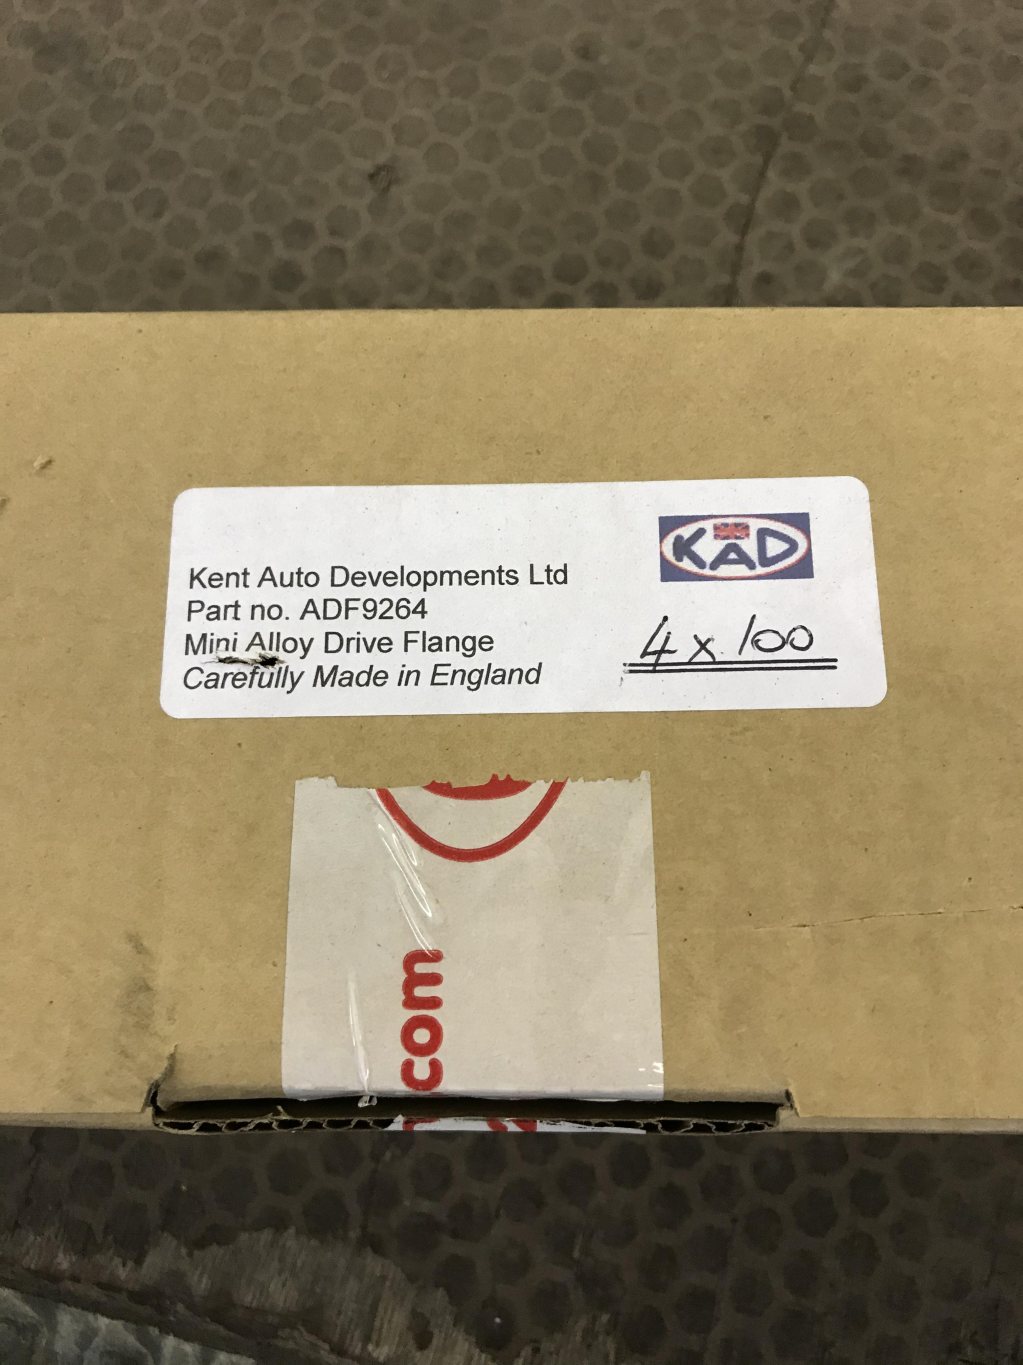 KAD
Kent Auto Developments Ltd
Part no. ADF9264
Mini Alloy Drive Flange
Carefully Made in England
4 x 100
.com